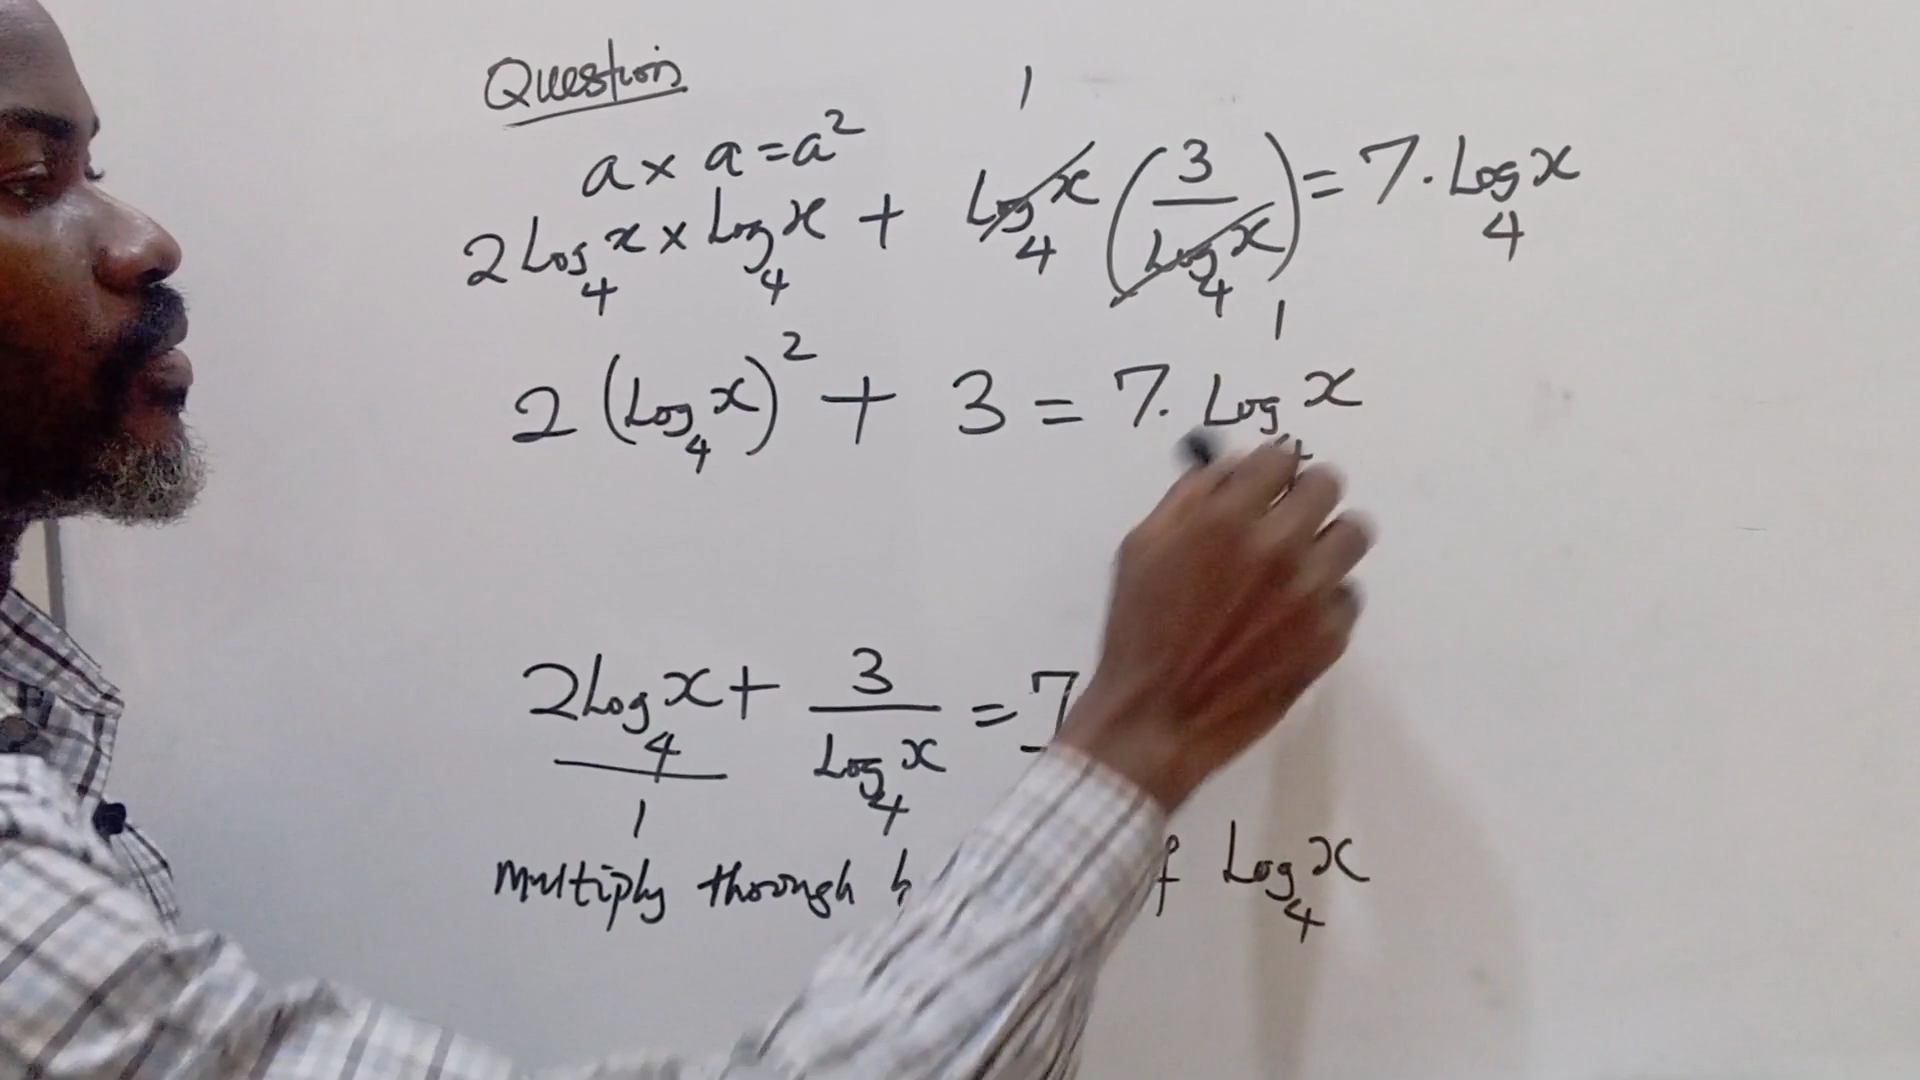 Question
a × a = a²
2Log₄x × Log₄x + Log₄x (3/Log₄x) = 7. Log₄x
1
1
2 (Log₄x)² + 3 = 7. Log₄x
2Log₄x/1 + 3/Log₄x = 7
Multiply through Log₄x